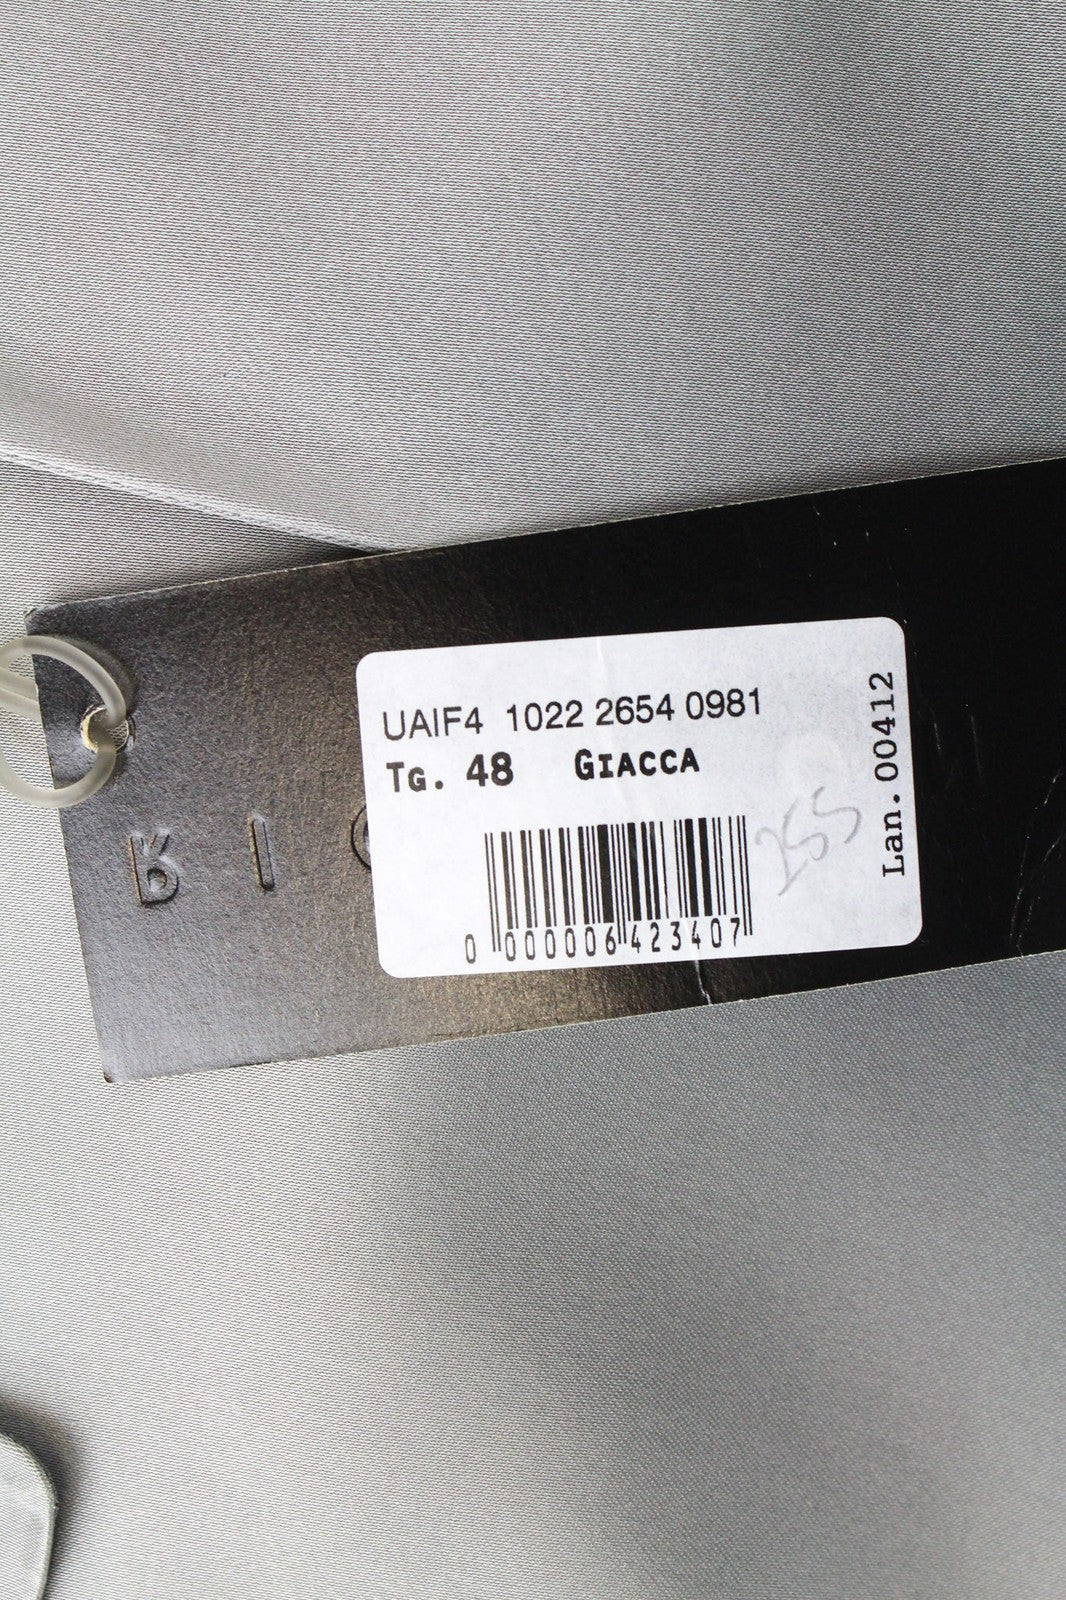 UAIF4 1022 2654 0981
TG. 48 GIACCA
0 000006 423407
Lan. 00412
255